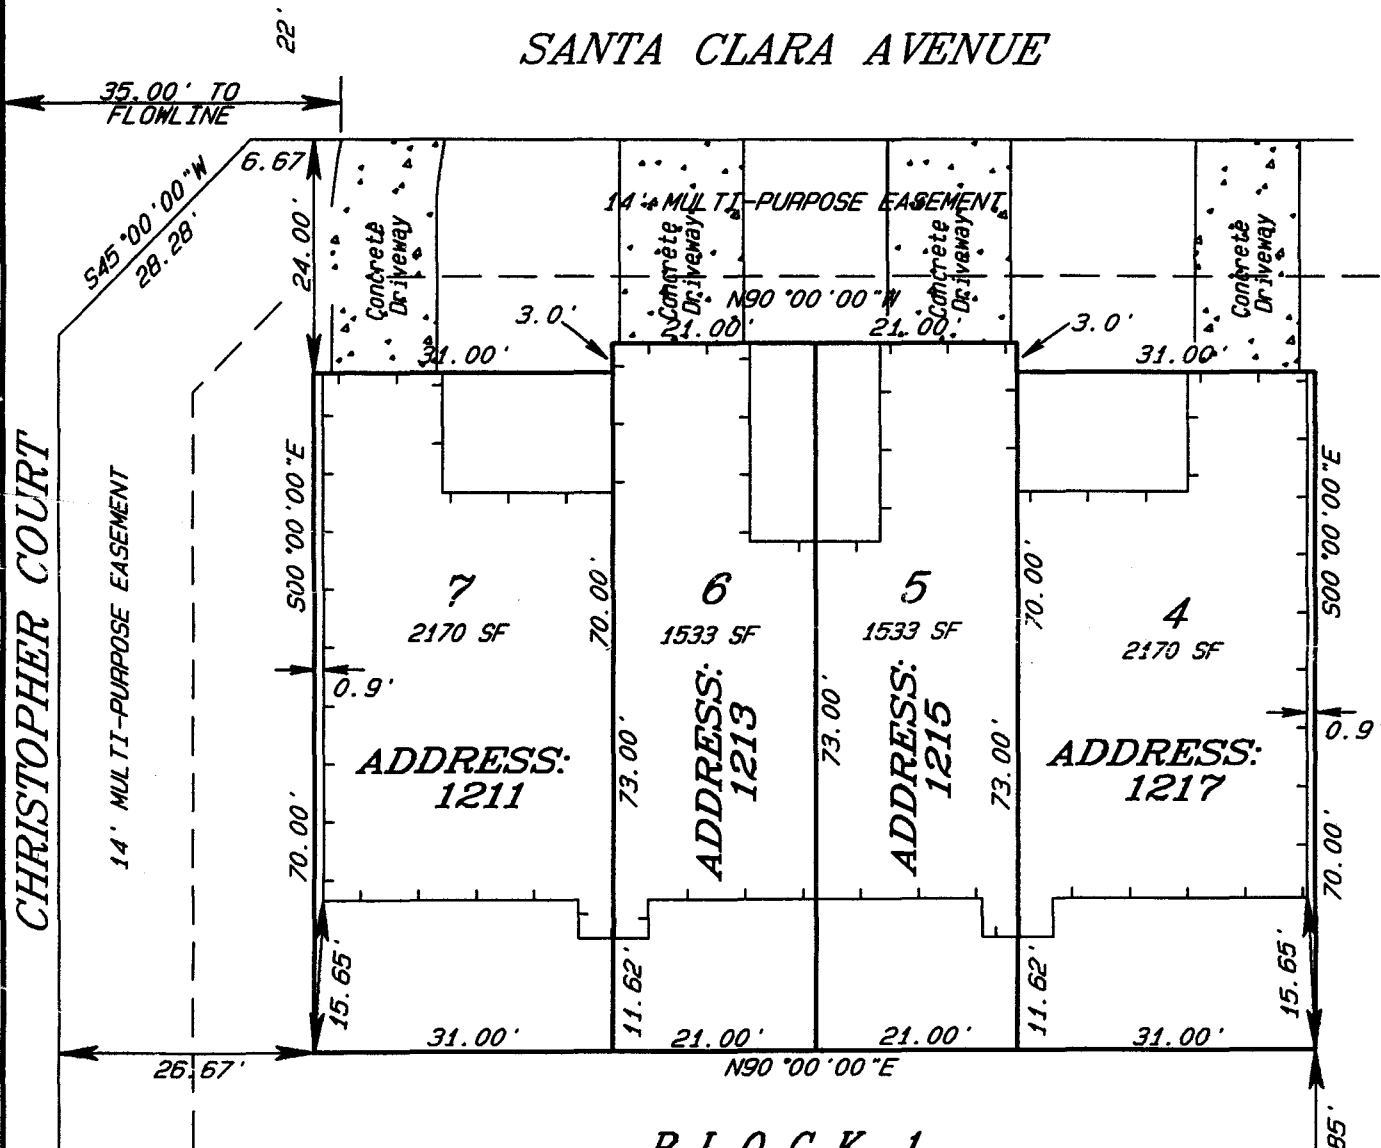 22'
SANTA CLARA AVENUE
35.00' TO
FLOWLINE
6.67'
S45°00'00"W
28.28'
24.00'
14' MULTI-PURPOSE EASEMENT
Concrete
Driveway
Concrete
Driveway
Concrete
Driveway
Concrete
Driveway
N90°00'00"W
3.0'
21.00'
21.00'
3.0'
31.00'
31.00'
CHRISTOPHER COURT
14' MULTI-PURPOSE EASEMENT
S00°00'00"E
S00°00'00"E
70.00'
70.00'
7
2170 SF
6
1533 SF
5
1533 SF
4
2170 SF
0.9'
0.9'
ADDRESS:
1211
ADDRESS:
1213
ADDRESS:
1215
ADDRESS:
1217
70.00'
73.00'
73.00'
73.00'
70.00'
15.65'
11.62'
11.62'
15.65'
31.00'
21.00'
21.00'
31.00'
26.67'
N90°00'00"E
BLOCK 1
85'